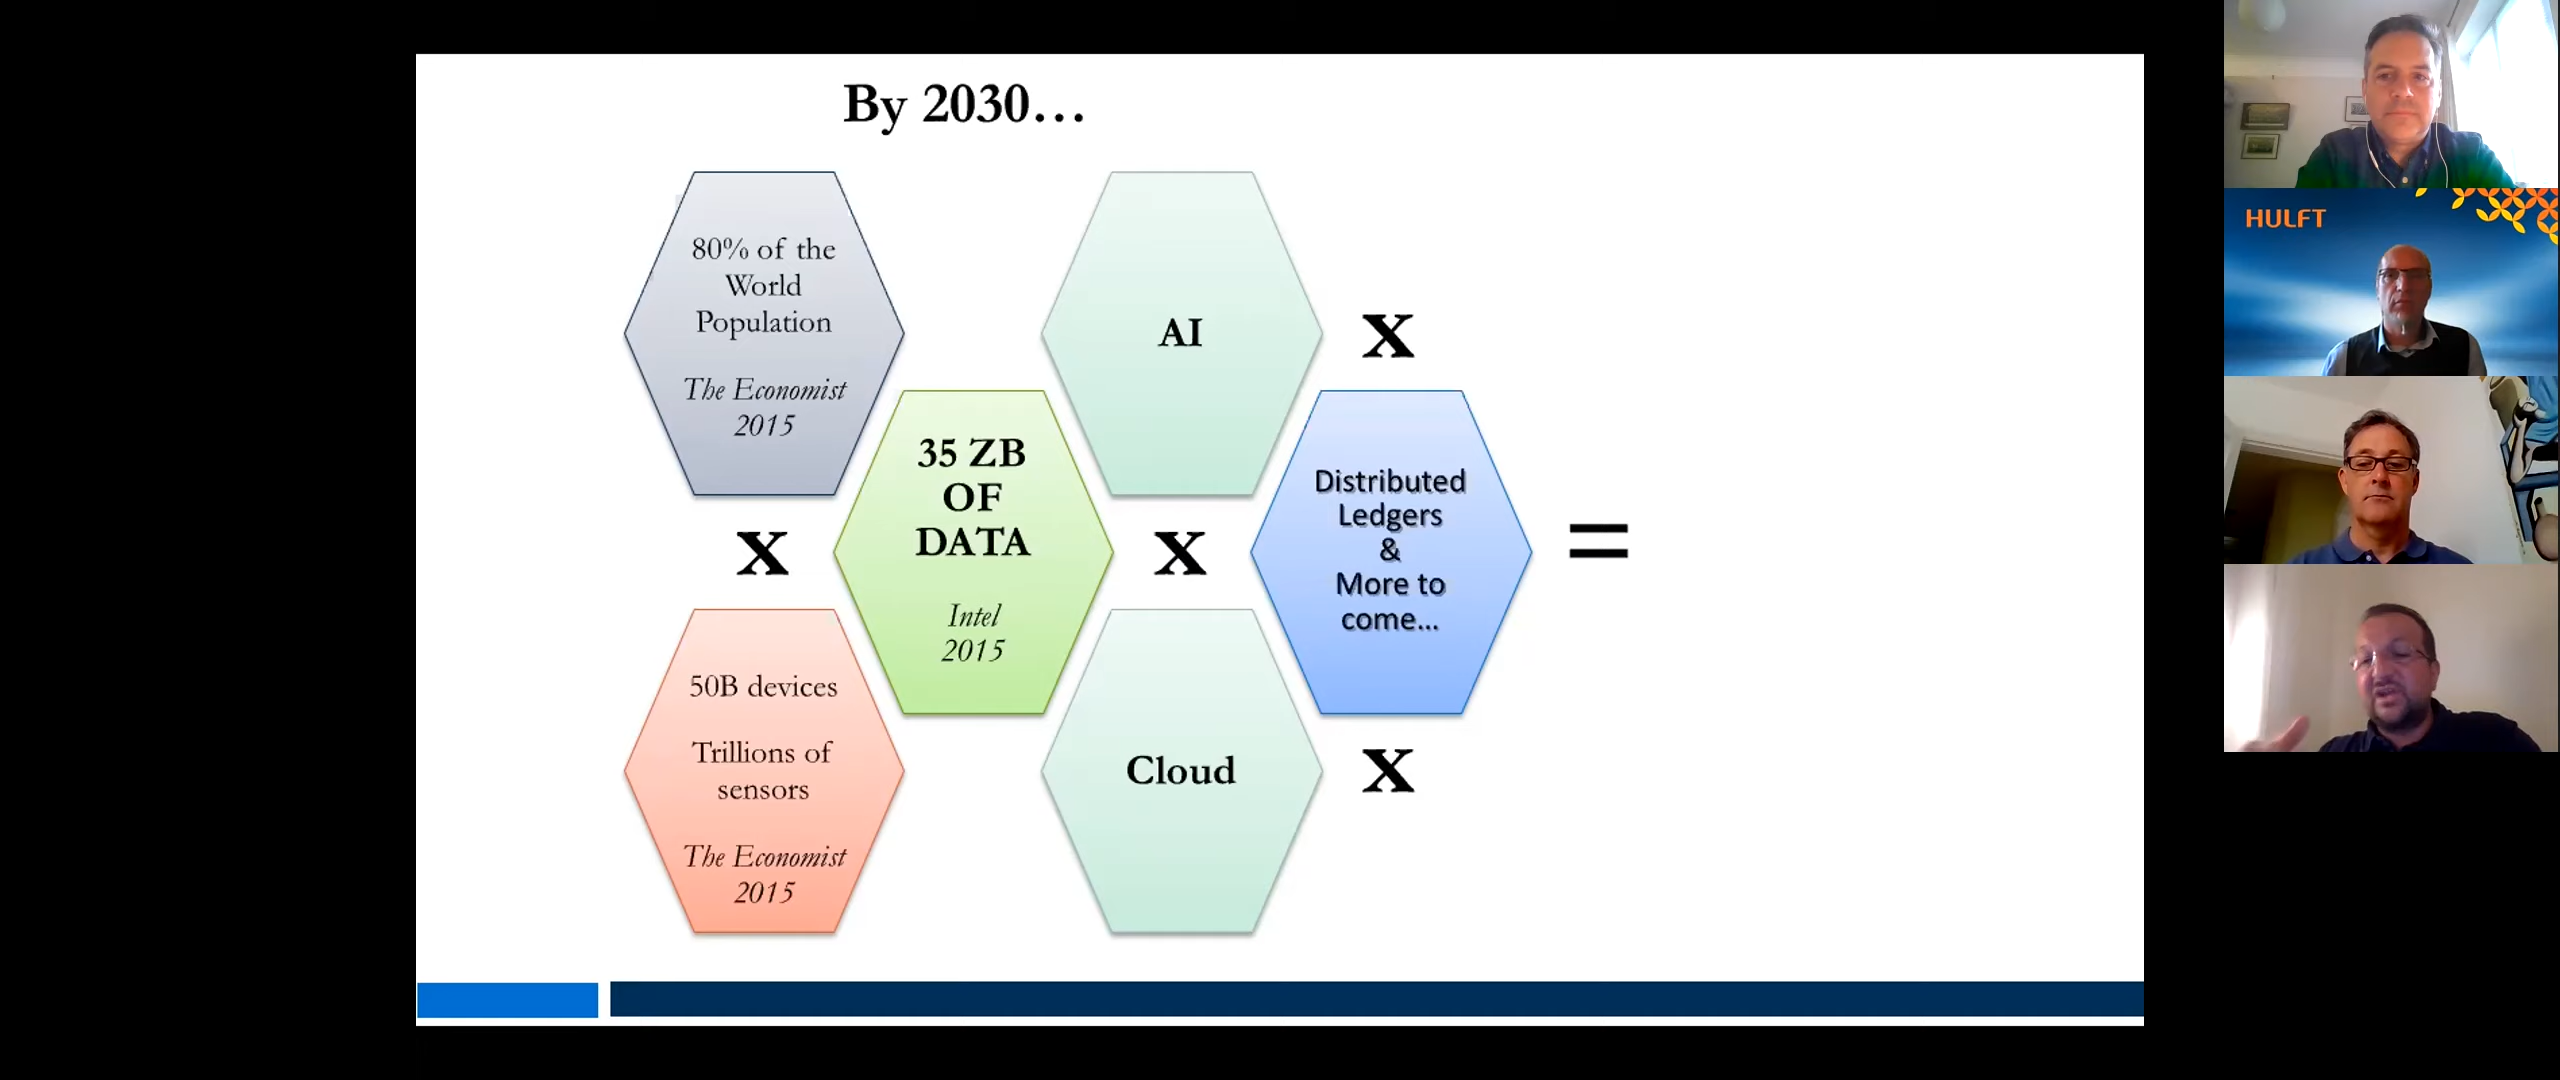 By 2030...
80% of the
World
Population
The Economist
2015
x
50B devices
Trillions of
sensors
The Economist
2015
35 ZB
OF
DATA
Intel
2015
AI
x
Cloud
x
Distributed
Ledgers
&
More to
come...
x
=
HULFT